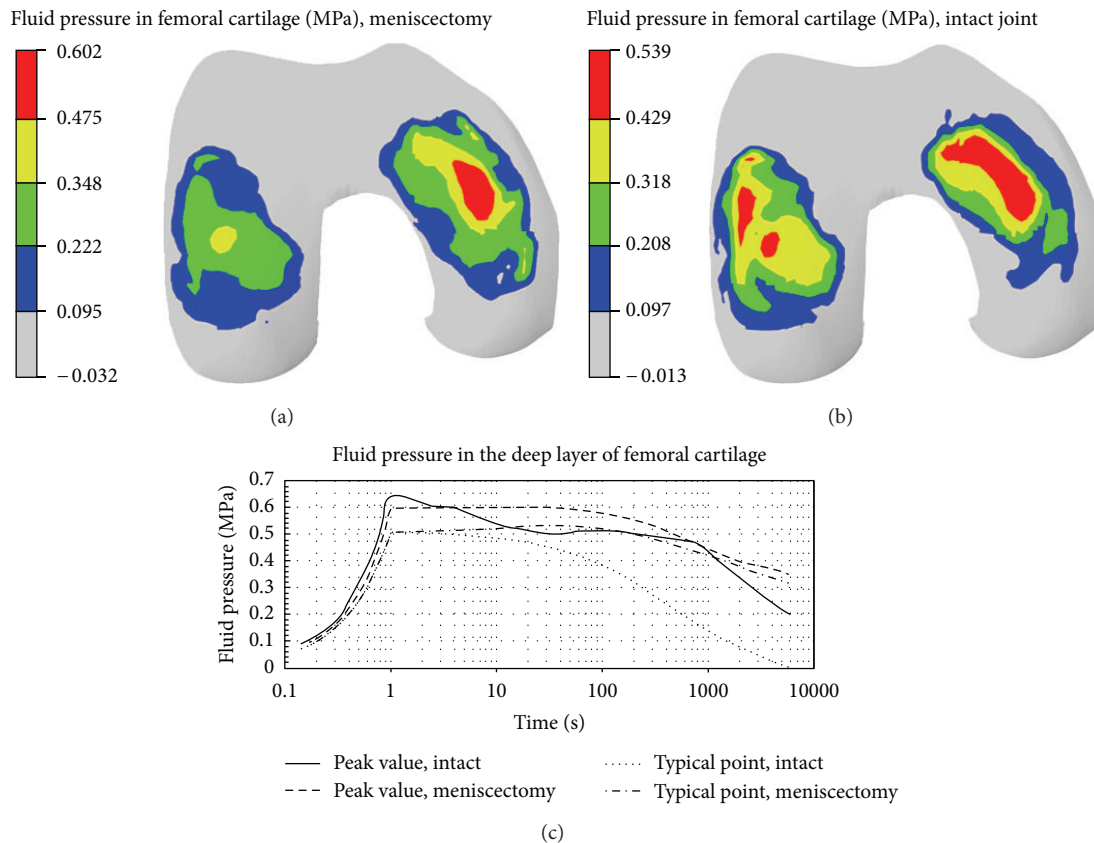 Fluid pressure in femoral cartilage (MPa), meniscectomy
0.602
0.475
0.348
0.222
0.095
−0.032
(a)
Fluid pressure in femoral cartilage (MPa), intact joint
0.539
0.429
0.318
0.208
0.097
−0.013
(b)
Fluid pressure in the deep layer of femoral cartilage
Fluid pressure (MPa)
0.7
0.6
0.5
0.4
0.3
0.2
0.1
0
0.1 1 10 100 1000 10000
Time (s)
Peak value, intact
Peak value, meniscectomy
Typical point, intact
Typical point, meniscectomy
(c)